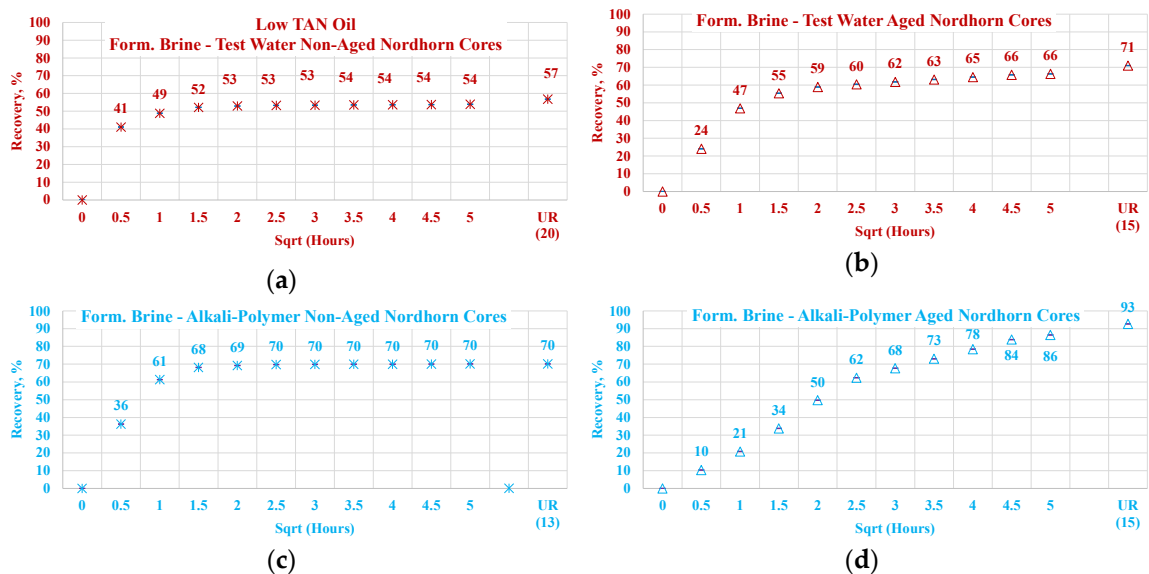 Low TAN Oil
Form. Brine - Test Water Non-Aged Nordhorn Cores
Recovery, %
100
90
80
70
60
50
40
30
20
10
0
41 49 52 53 53 53 54 54 54 54 57
0 0.5 1 1.5 2 2.5 3 3.5 4 4.5 5 UR
(20)
Sqrt (Hours)
(a)
Form. Brine - Test Water Aged Nordhorn Cores
Recovery, %
100
90
80
70
60
50
40
30
20
10
0
24 47 55 59 60 62 63 65 66 66 71
0 0.5 1 1.5 2 2.5 3 3.5 4 4.5 5 UR
(15)
Sqrt (Hours)
(b)
Form. Brine - Alkali-Polymer Non-Aged Nordhorn Cores
Recovery, %
100
90
80
70
60
50
40
30
20
10
0
36 61 68 69 70 70 70 70 70 70 70
0 0.5 1 1.5 2 2.5 3 3.5 4 4.5 5 UR
(13)
Sqrt (Hours)
(c)
Form. Brine - Alkali-Polymer Aged Nordhorn Cores
Recovery, %
100
90
80
70
60
50
40
30
20
10
0
10 21 34 50 62 68 73 78 84 86 93
0 0.5 1 1.5 2 2.5 3 3.5 4 4.5 5 UR
(15)
Sqrt (Hours)
(d)